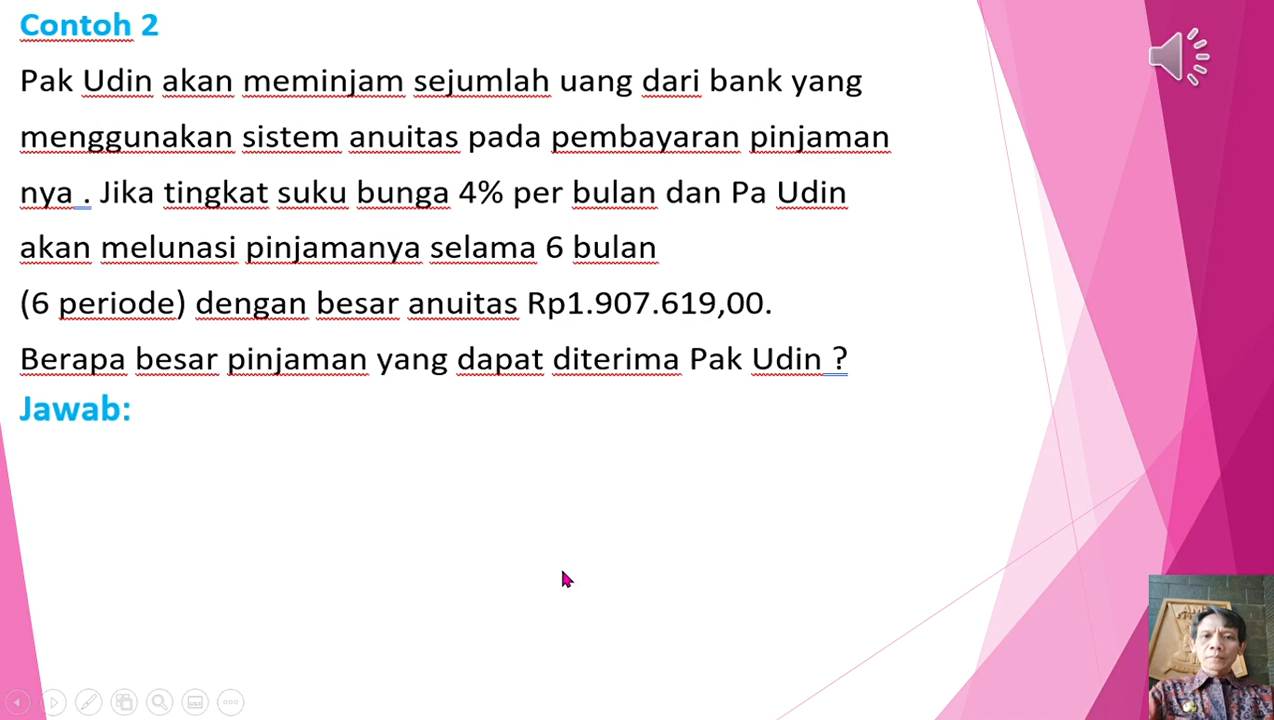 Contoh 2
Pak Udin akan meminjam sejumlah uang dari bank yang
menggunakan sistem anuitas pada pembayaran pinjaman
nya . Jika tingkat suku bunga 4% per bulan dan Pa Udin
akan melunasi pinjamanya selama 6 bulan
(6 periode) dengan besar anuitas Rp1.907.619,00.
Berapa besar pinjaman yang dapat diterima Pak Udin ?
Jawab: